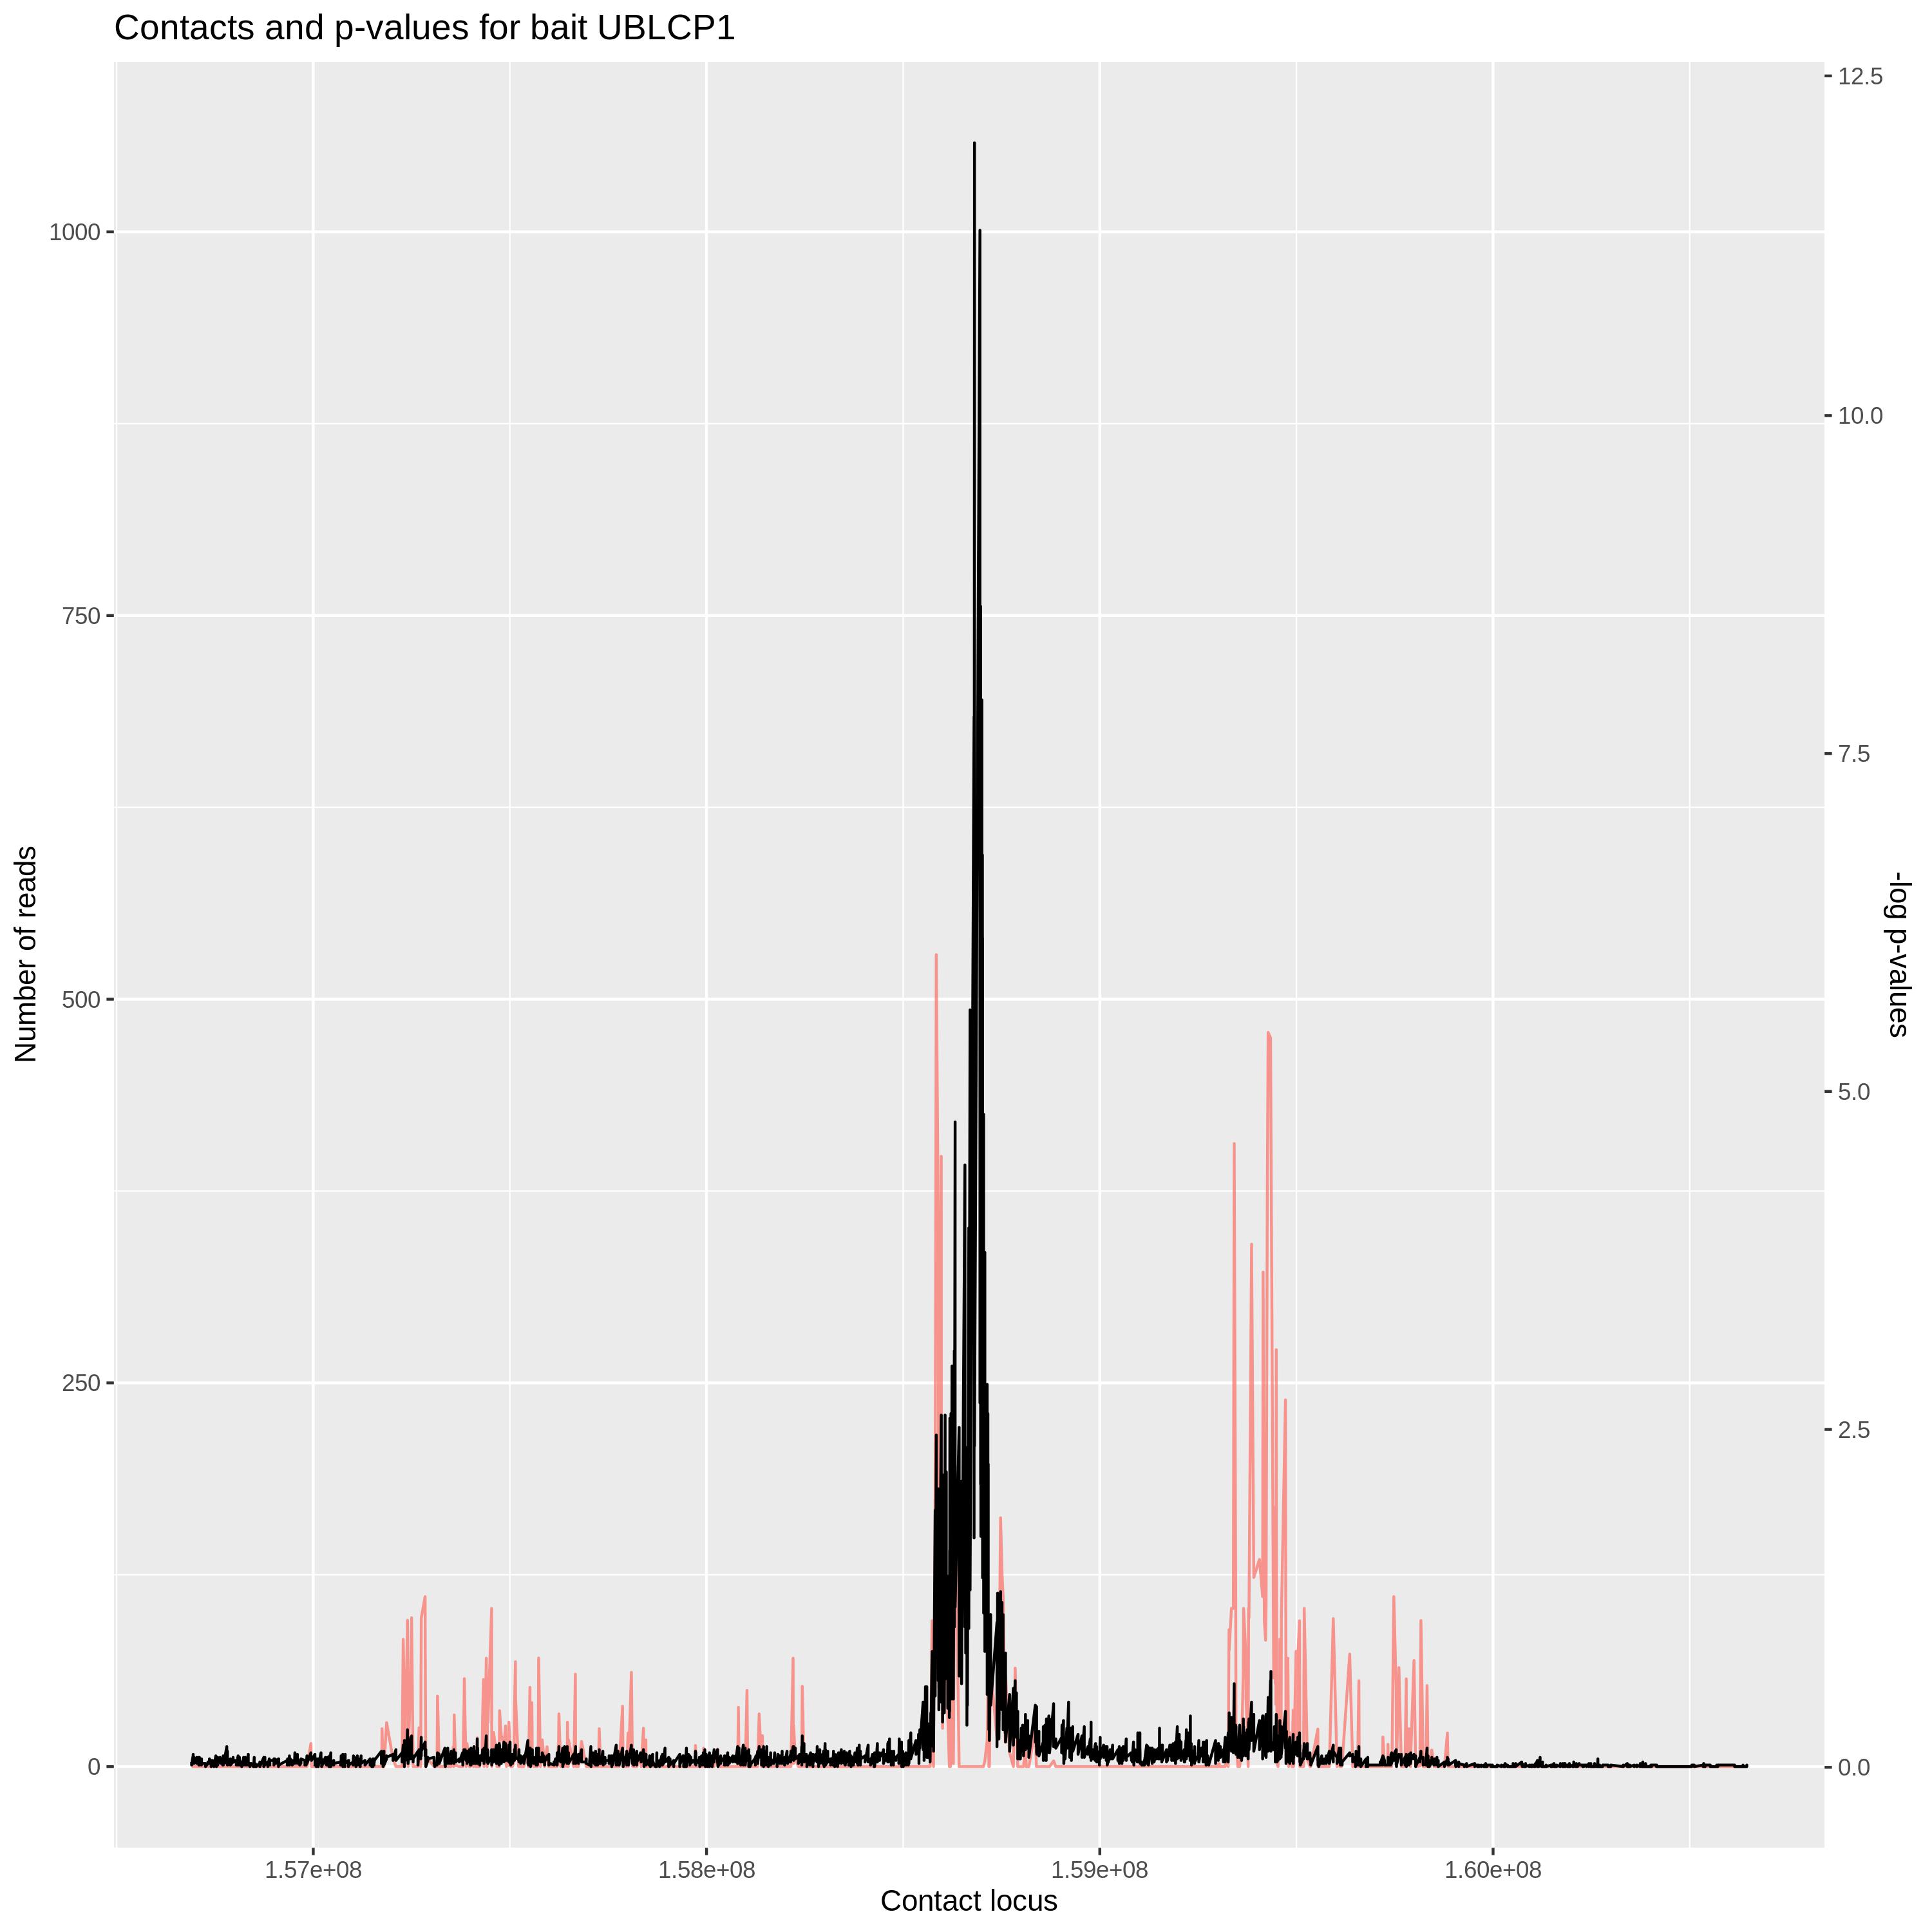 Contacts and p-values for bait UBLCP1
Number of reads
1000
750
500
250
0
12.5
10.0
7.5
5.0
2.5
0.0
-log p-values
1.57e+08
1.58e+08
1.59e+08
1.60e+08
Contact locus